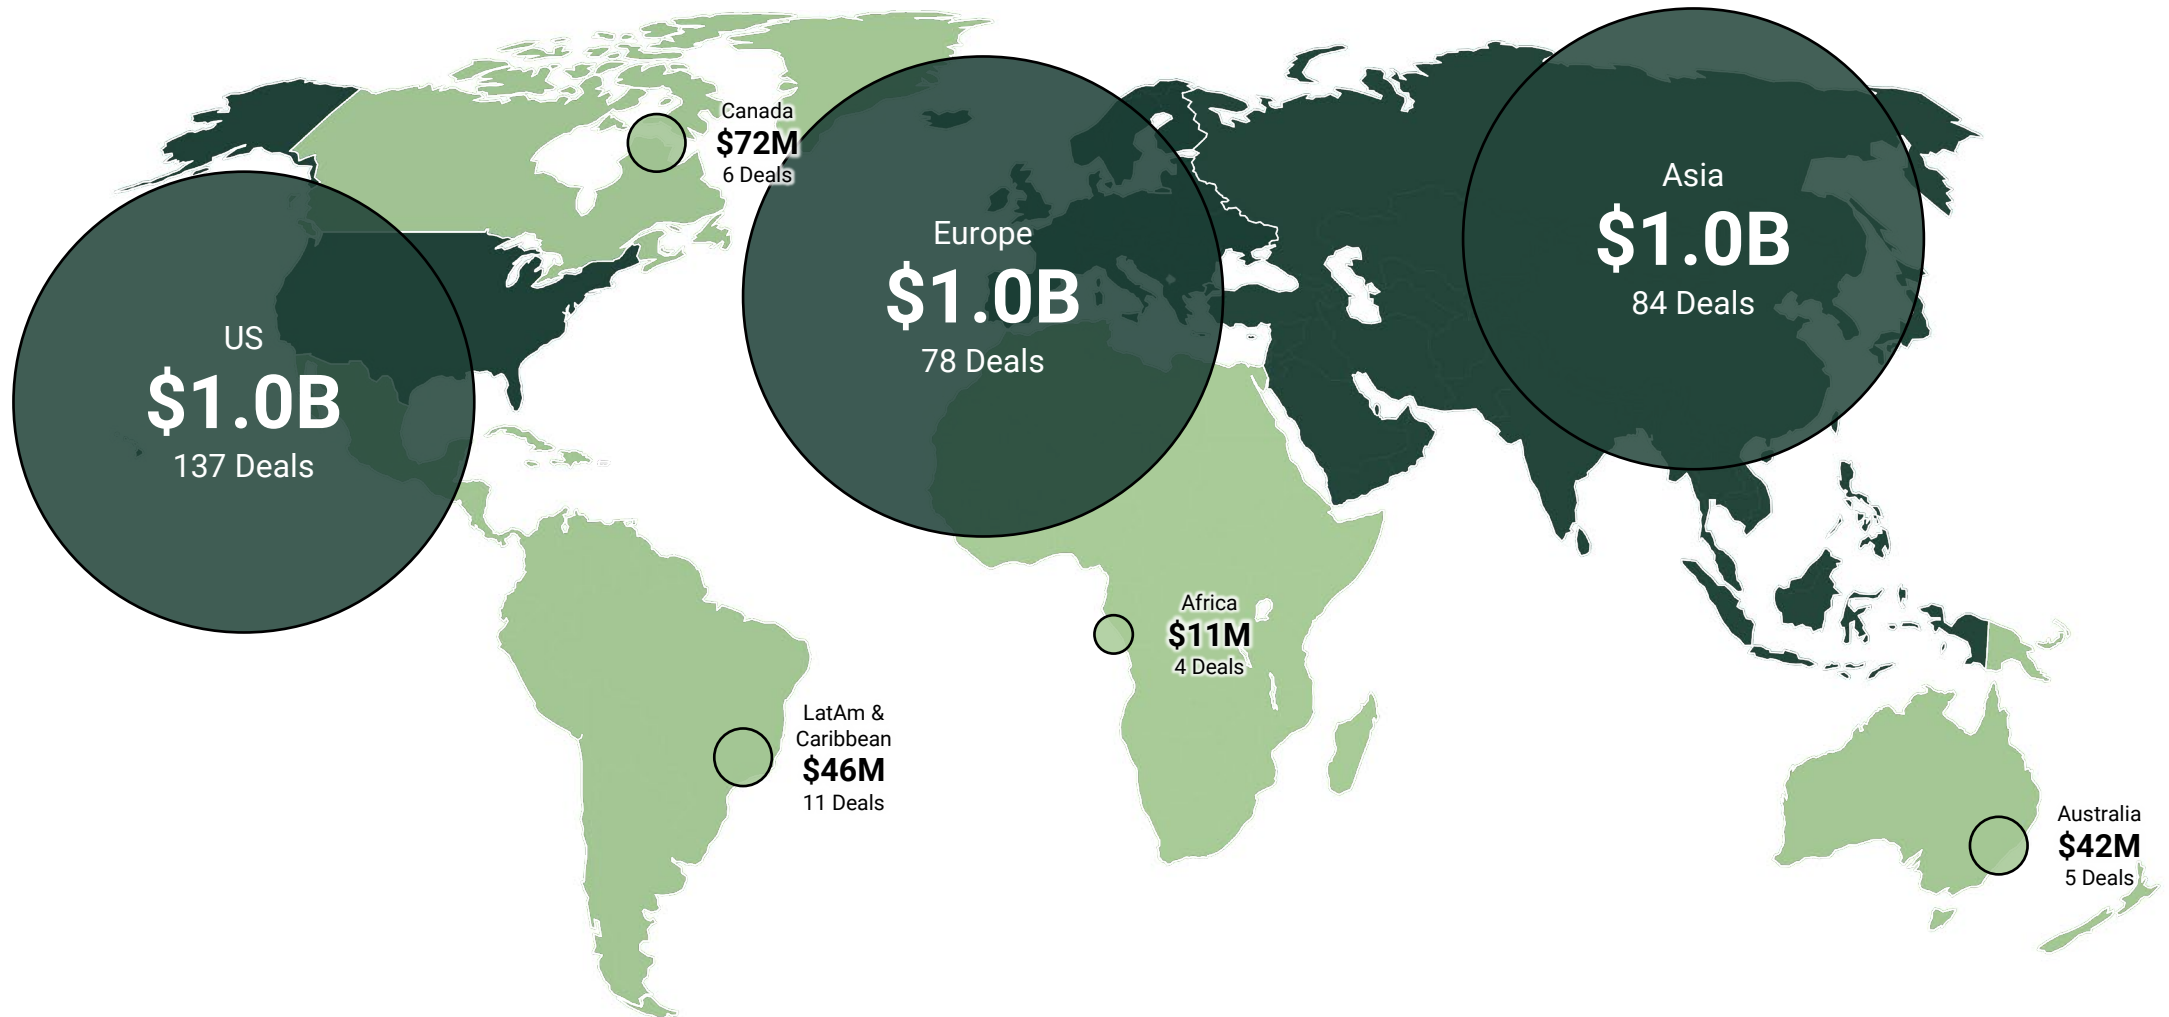 Canada
$72M
6 Deals
US
$1.0B
137 Deals
Europe
$1.0B
78 Deals
Asia
$1.0B
84 Deals
LatAm &
Caribbean
$46M
11 Deals
Africa
$11M
4 Deals
Australia
$42M
5 Deals